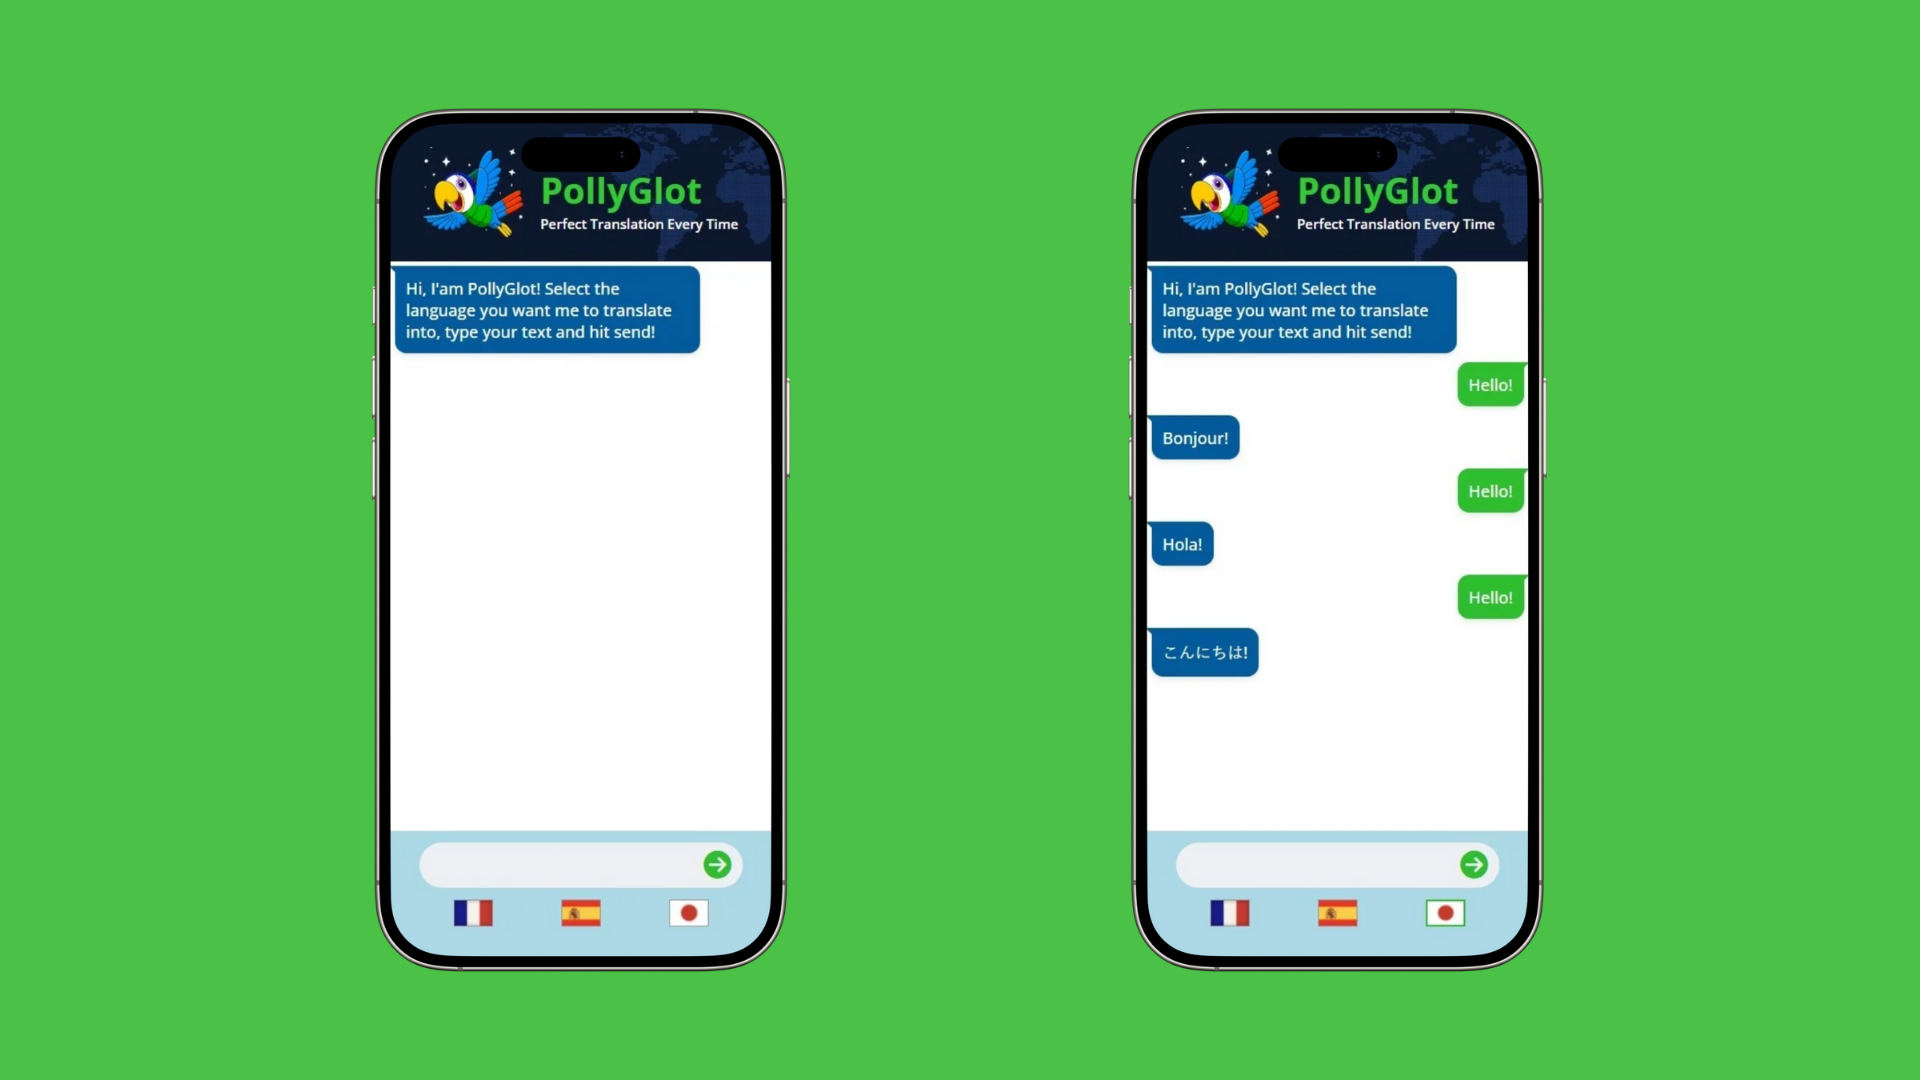 PollyGlot
Perfect Translation Every Time
Hi, I'am PollyGlot! Select the
language you want me to translate
into, type your text and hit send!
PollyGlot
Perfect Translation Every Time
Hi, I'am PollyGlot! Select the
language you want me to translate
into, type your text and hit send!
Hello!
Bonjour!
Hello!
Hola!
Hello!
こんにちは!